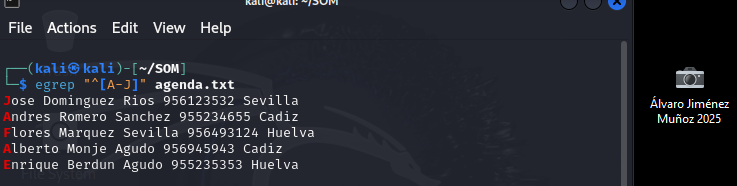 kali@kali: ~/SOM
File Actions Edit View Help
┌──(kali㉿kali)-[~/SOM]
└─$ egrep "^[A-J]" agenda.txt
Jose Dominguez Rios 956123532 Sevilla
Andres Romero Sanchez 955234655 Cadiz
Flores Marquez Sevilla 956493124 Huelva
Alberto Monje Agudo 956945943 Cadiz
Enrique Berdun Agudo 955235353 Huelva
File System
Álvaro Jiménez
Muñoz 2025